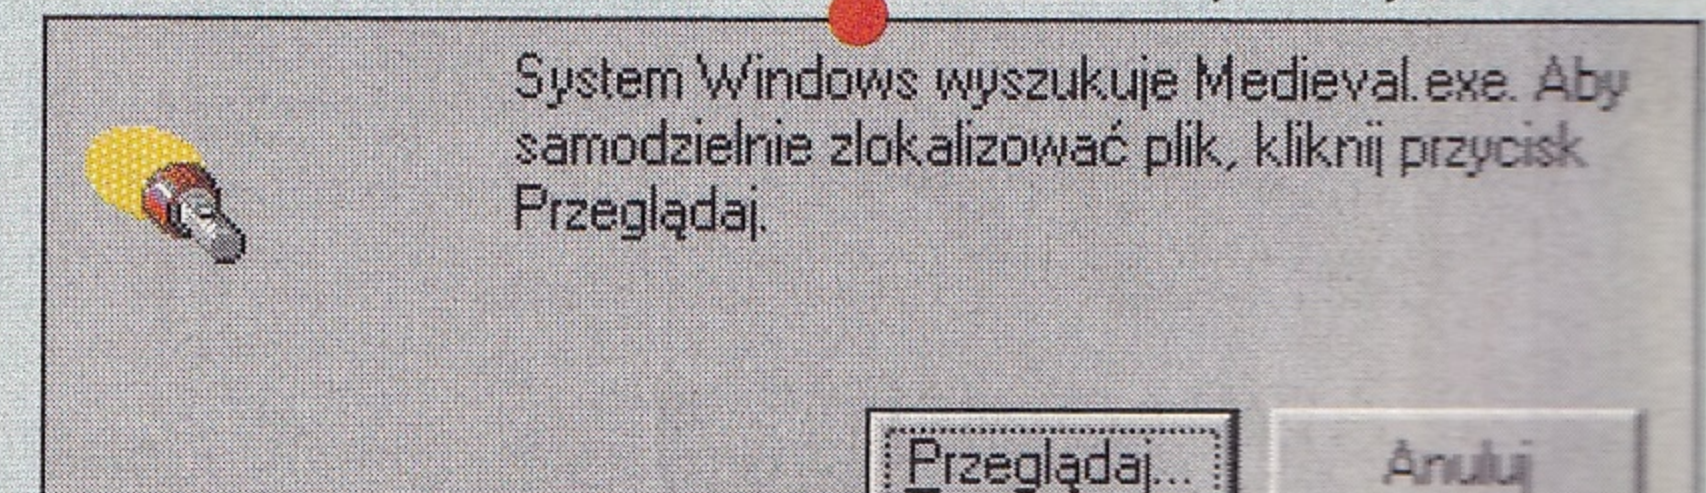 System Windows wyszukuje Medieval.exe. Aby
samodzielnie zlokalizować plik, kliknij przycisk
Przeglądaj.
Przeglądaj... Anuluj